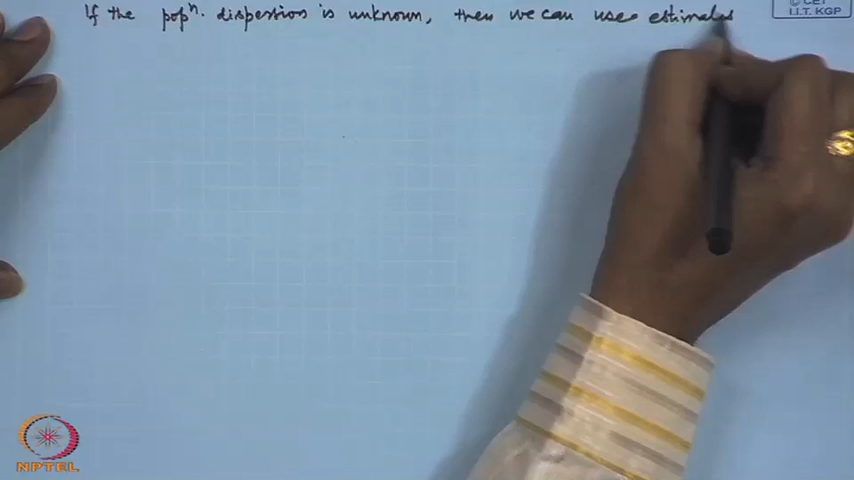 If the popⁿ. dispersion is unknown, then we can use estimates
© CET
I.I.T. KGP
NPTEL